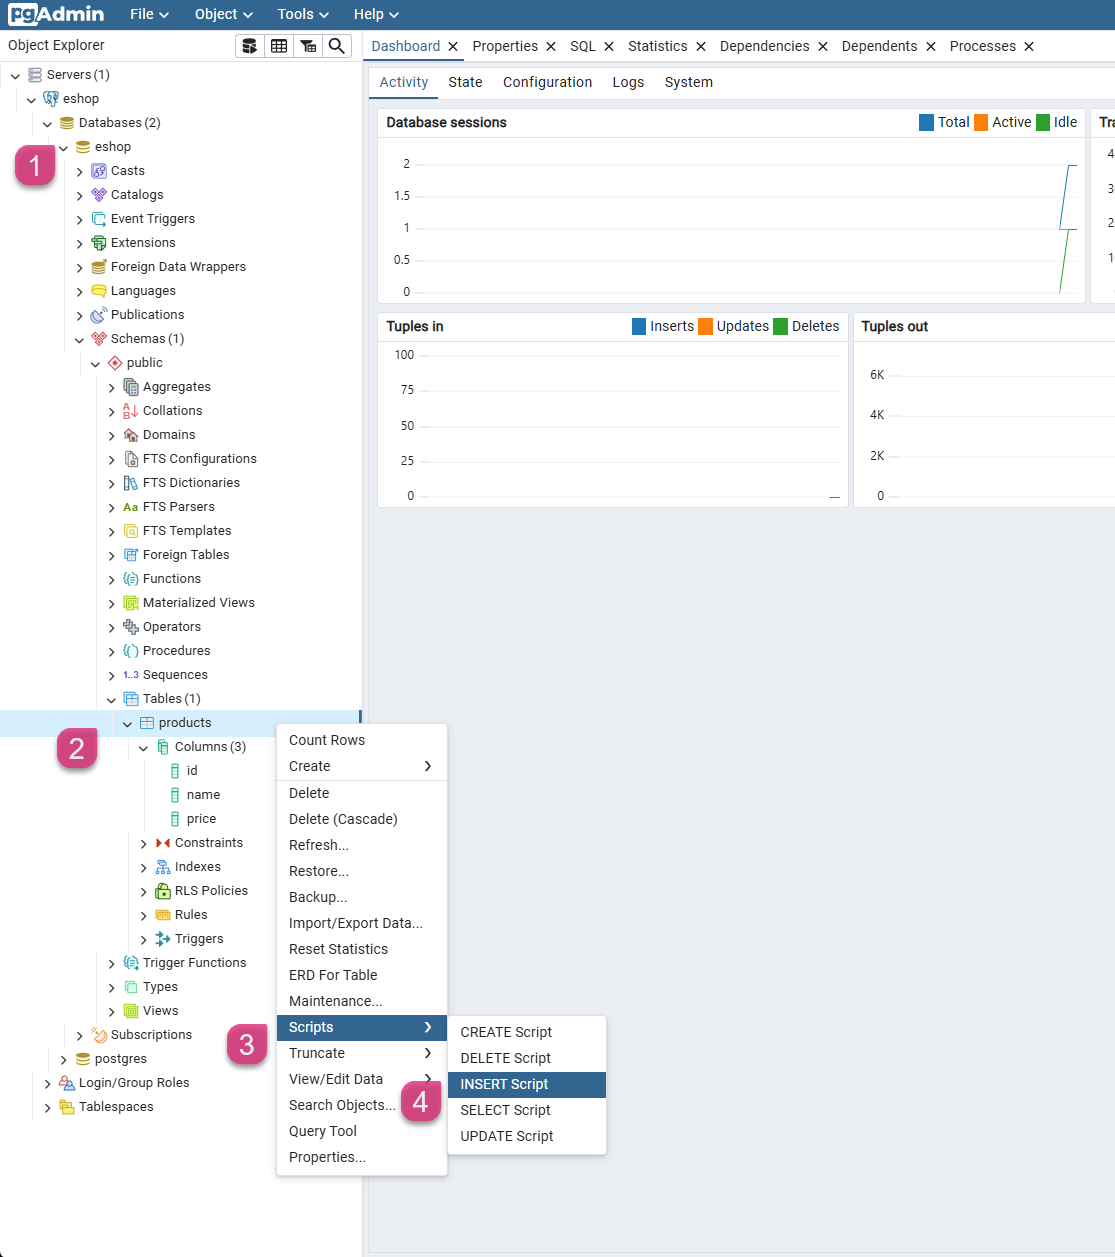 pgAdmin File Object Tools Help
Object Explorer
Dashboard Properties SQL Statistics Dependencies Dependents Processes
Servers (1)
eshop
Databases (2)
eshop
1
Casts
Catalogs
Event Triggers
Extensions
Foreign Data Wrappers
Languages
Publications
Schemas (1)
public
Aggregates
Collations
Domains
FTS Configurations
FTS Dictionaries
Aa FTS Parsers
FTS Templates
Foreign Tables
Functions
Materialized Views
Operators
Procedures
1..3 Sequences
Tables (1)
products
2
Columns (3)
id
name
price
Constraints
Indexes
RLS Policies
Rules
Triggers
Trigger Functions
Types
Views
Subscriptions
postgres
Login/Group Roles
Tablespaces
Activity State Configuration Logs System
Database sessions Total Active Idle
2
1.5
1
0.5
0
Tra
Tuples in Inserts Updates Deletes
100
75
50
25
0
Tuples out
6K
4K
2K
0
Count Rows
Create
Delete
Delete (Cascade)
Refresh...
Restore...
Backup...
Import/Export Data...
Reset Statistics
ERD For Table
Maintenance...
3
Scripts
Truncate
View/Edit Data
Search Objects...
Query Tool
Properties...
4
CREATE Script
DELETE Script
INSERT Script
SELECT Script
UPDATE Script